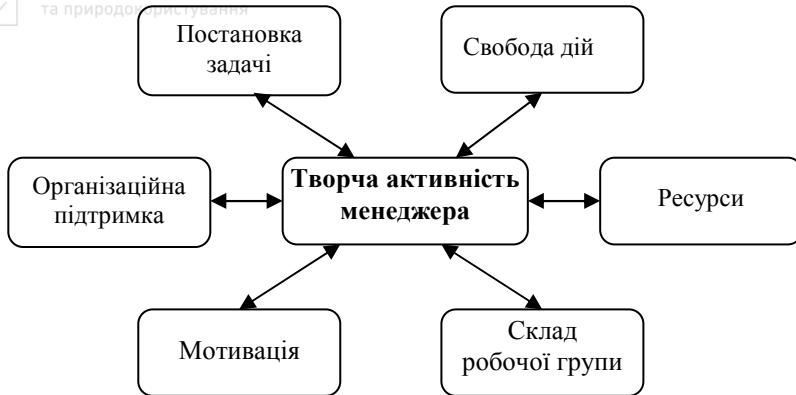 та природокористування
Постановка
задачі
Свобода дій
Організаційна
підтримка
Творча активність
менеджера
Ресурси
Мотивація
Склад
робочої групи